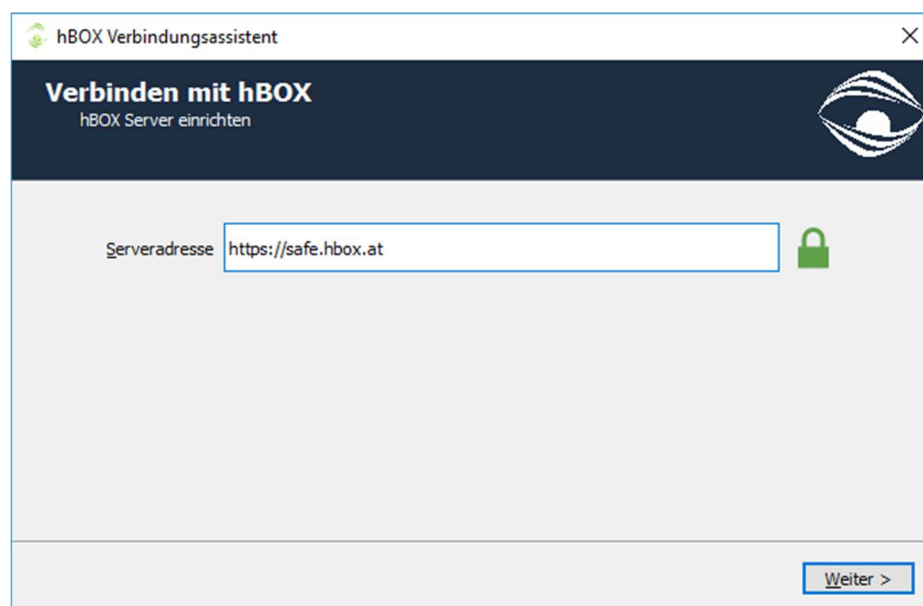 hBOX Verbindungsassistent
Verbinden mit hBOX
hBOX Server einrichten
Serveradresse https://safe.hbox.at
Weiter >